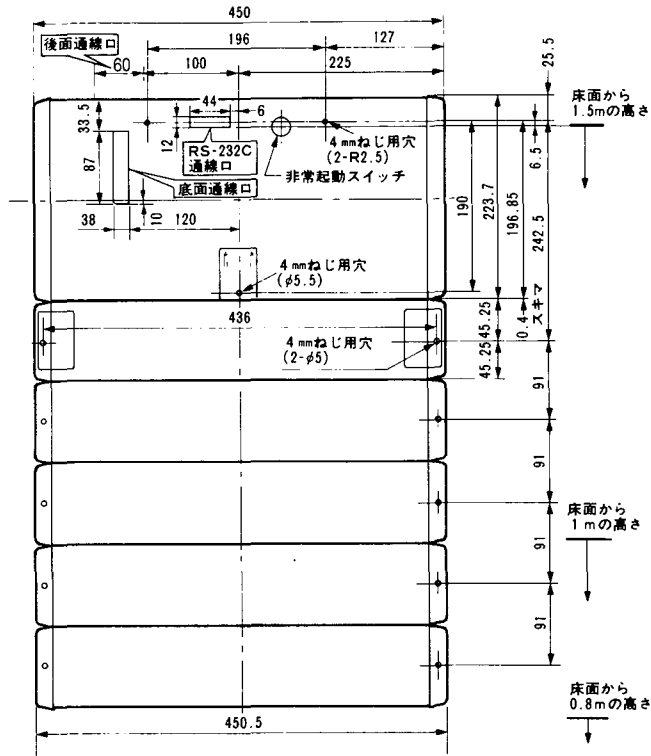 450
196
127
後面通線口
60
100
225
25.5
床面から
1.5mの高さ
33.5
44
6
12
RS-232C
通線口
4mmねじ用穴
(2-R2.5)
非常起動スイッチ
6.5
87
底面通線口
38
10
120
190
223.7
196.85
242.5
4mmねじ用穴
(φ5.5)
0.4
スキマ
436
45.25
4mmねじ用穴
(2-φ5)
45.25
91
91
床面から
1mの高さ
91
91
床面から
0.8mの高さ
450.5